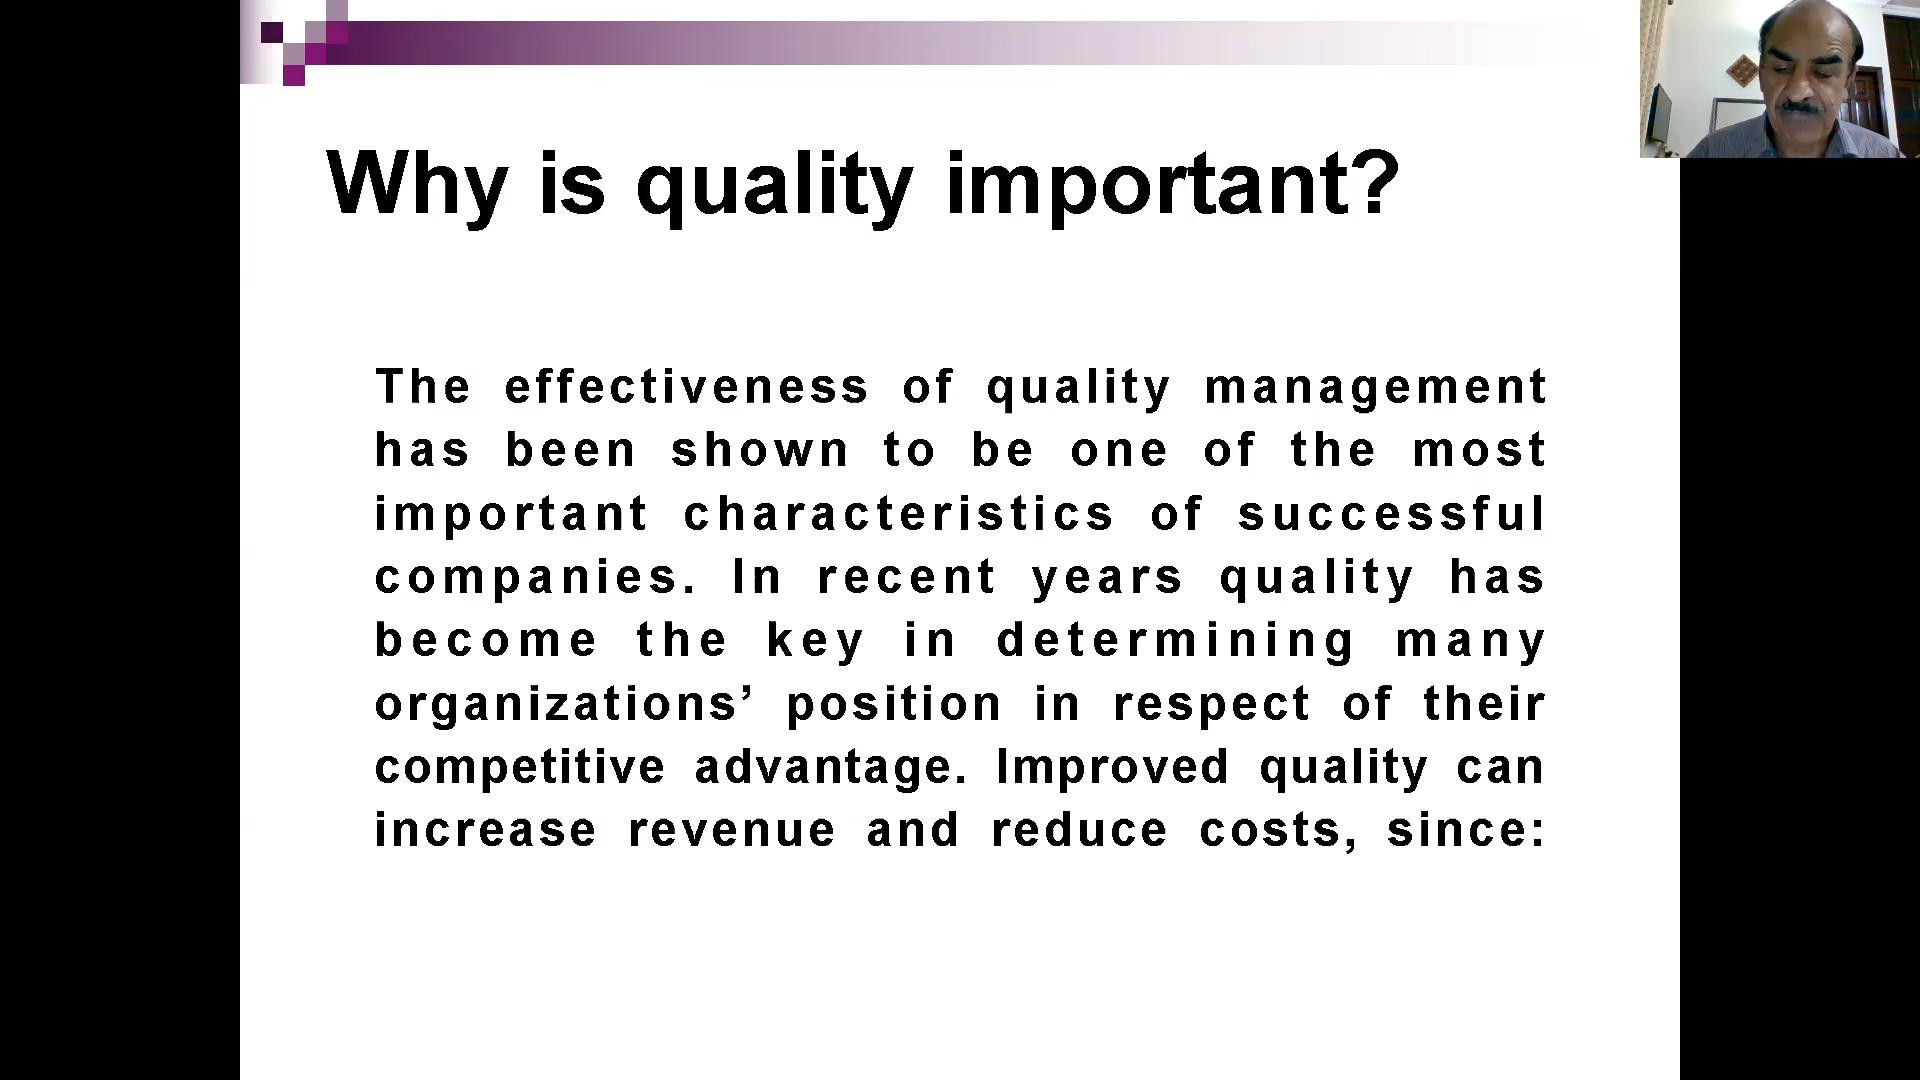 Why is quality important?
The effectiveness of quality management
has been shown to be one of the most
important characteristics of successful
companies. In recent years quality has
become the key in determining many
organizations’ position in respect of their
competitive advantage. Improved quality can
increase revenue and reduce costs, since: